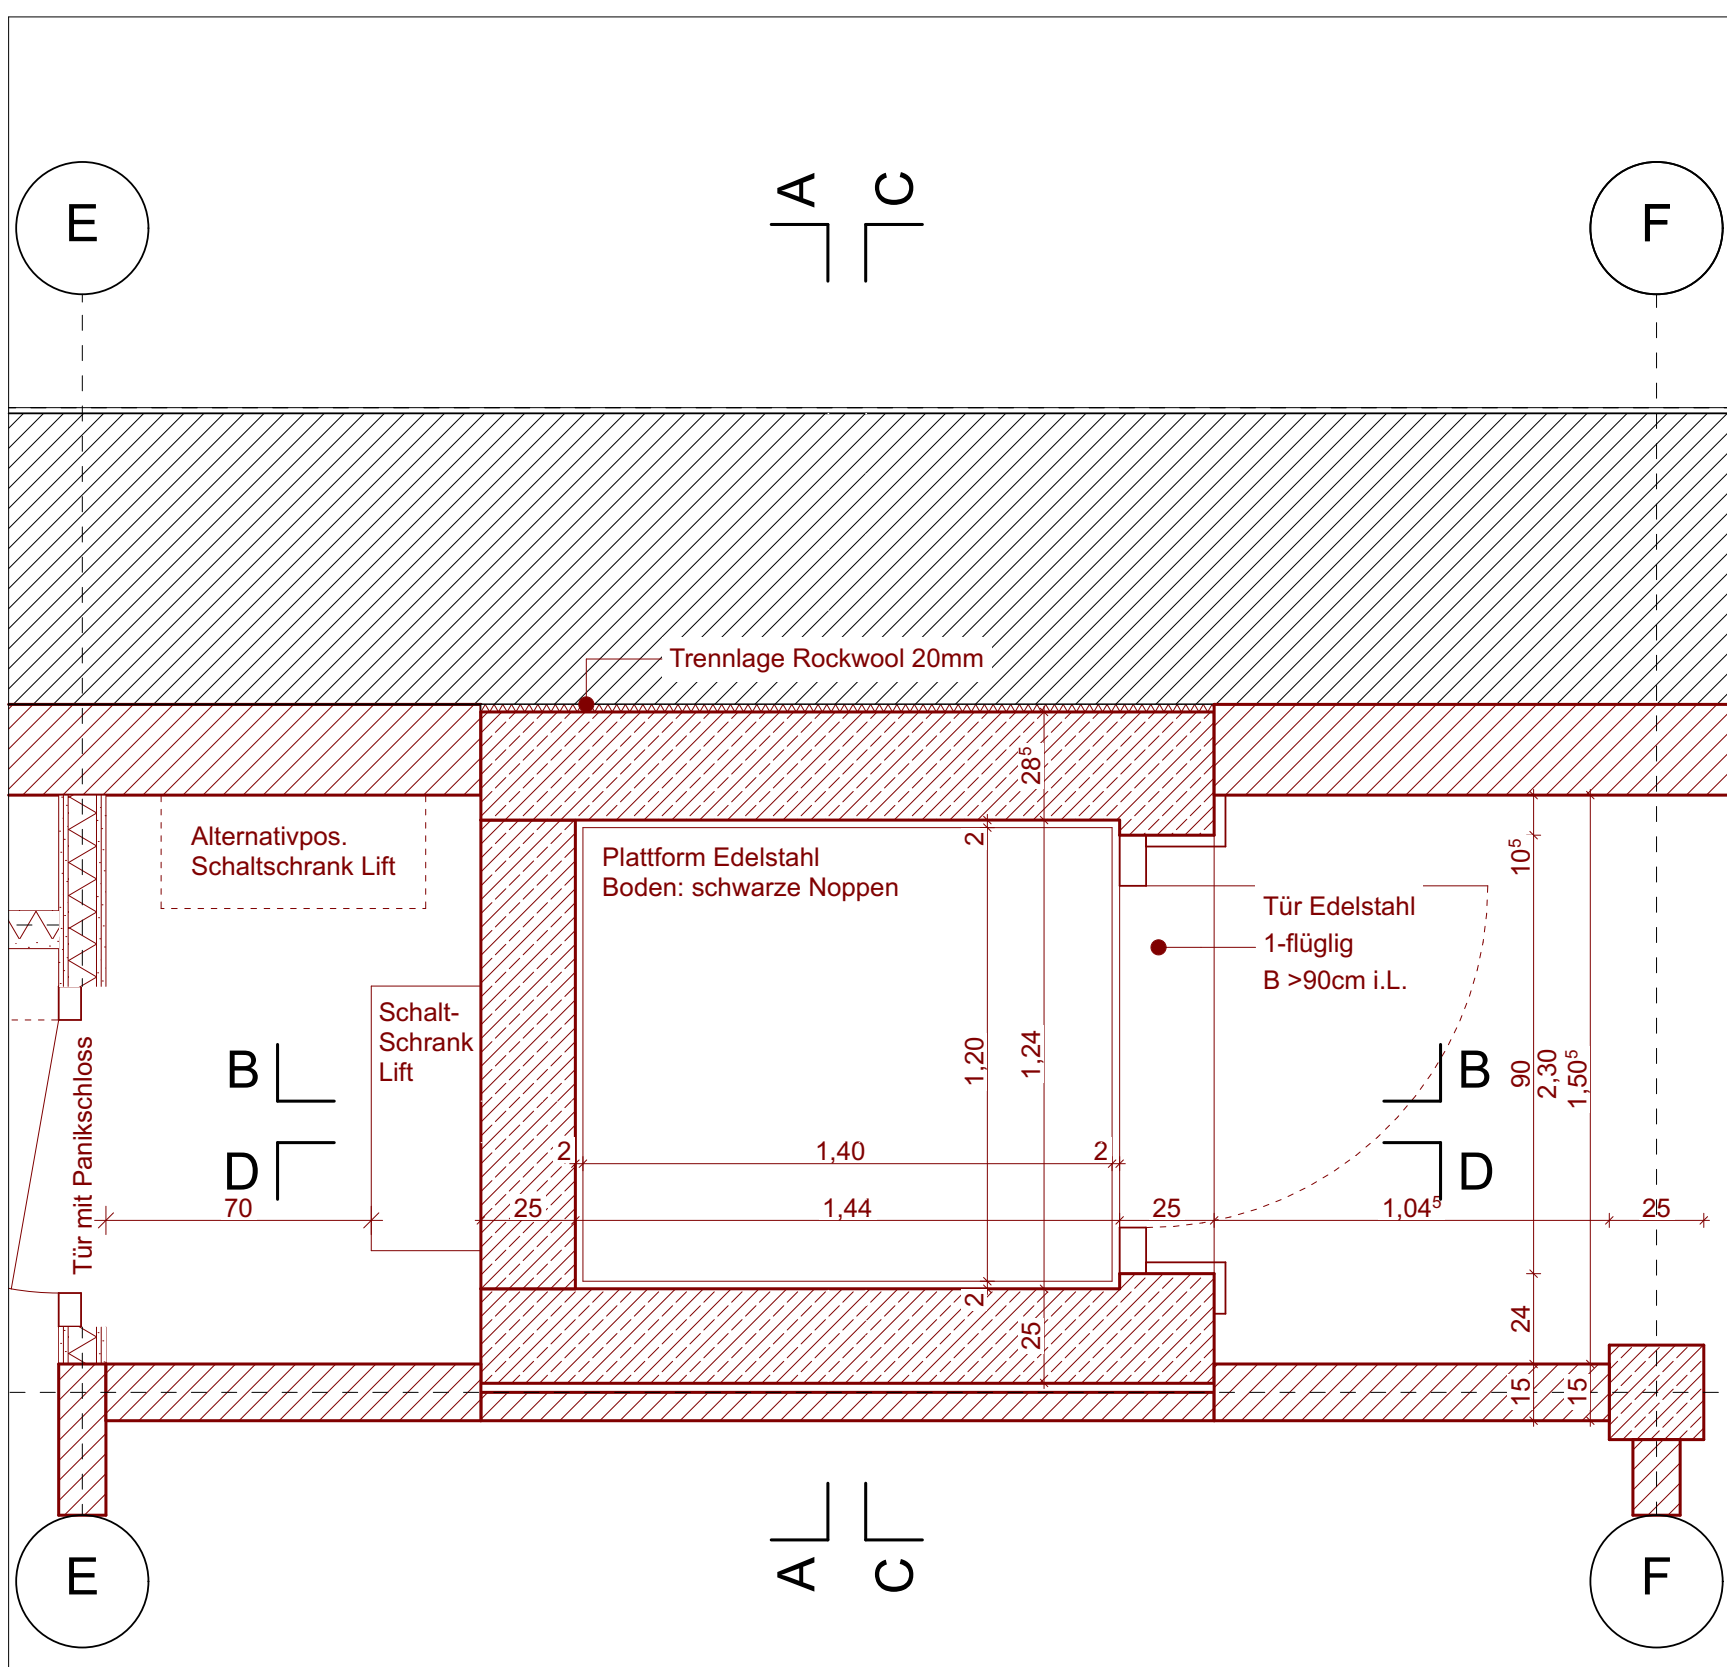 E
A
C
F
Trennlage Rockwool 20mm
28⁵
Alternativpos.
Schaltschrank Lift
2
Plattform Edelstahl
Boden: schwarze Noppen
10⁵
Tür Edelstahl
1-flüglig
B >90cm i.L.
Schalt-
Schrank
Lift
Tür mit Panikschloss
B
B
1,20
1,24
90
2,30
1,50⁵
D
D
2
1,40
2
70
25
1,44
25
1,04⁵
25
2
25
24
15
15
A
C
E
F